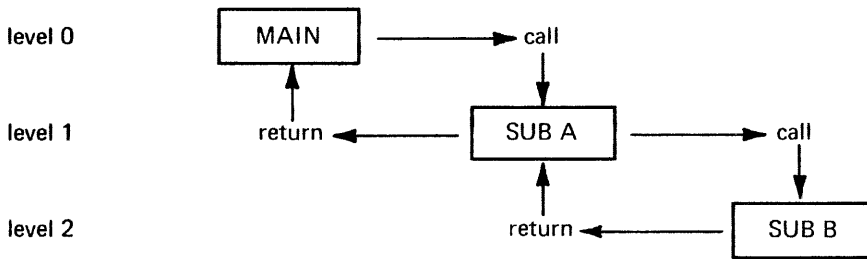 level 0 MAIN call
level 1 return SUB A call
level 2 return SUB B